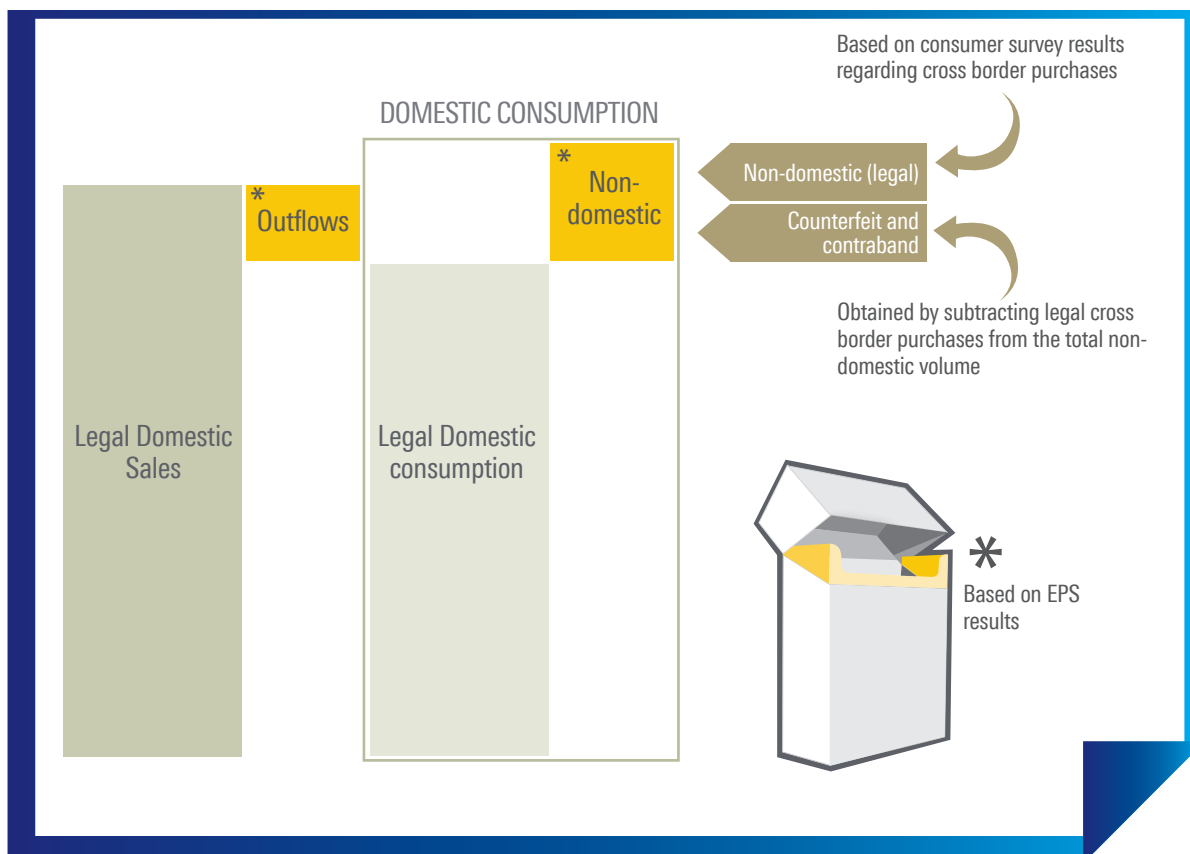 Based on consumer survey results
regarding cross border purchases
DOMESTIC CONSUMPTION
*
Outflows
*
Non-
domestic
Non-domestic (legal)
Counterfeit and
contraband
Obtained by subtracting legal cross
border purchases from the total non-
domestic volume
Legal Domestic
Sales
Legal Domestic
consumption
*
Based on EPS
results